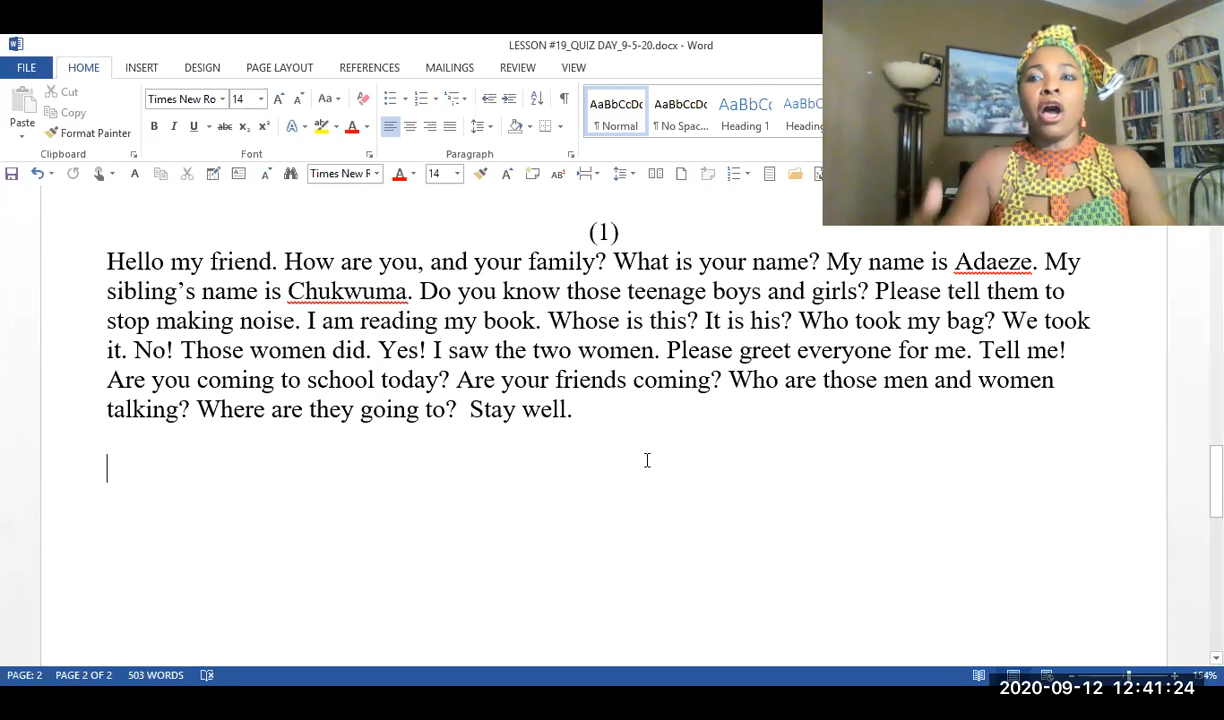 LESSON #19_QUIZ DAY_9-5-20.docx - Word
FILE HOME INSERT DESIGN PAGE LAYOUT REFERENCES MAILINGS REVIEW VIEW
Cut
Copy
Format Painter
Paste
Times New Ro 14
AaBbCcDc AaBbCcDc AaBbCc AaBbCc
¶ Normal ¶ No Spac... Heading 1 Heading
Clipboard Font Paragraph
Times New R 14
(1)
Hello my friend. How are you, and your family? What is your name? My name is Adaeze. My
sibling’s name is Chukwuma. Do you know those teenage boys and girls? Please tell them to
stop making noise. I am reading my book. Whose is this? It is his? Who took my bag? We took
it. No! Those women did. Yes! I saw the two women. Please greet everyone for me. Tell me!
Are you coming to school today? Are your friends coming? Who are those men and women
talking? Where are they going to?  Stay well.
PAGE: 2 PAGE 2 OF 2 503 WORDS 154%
2020-09-12 12:41:24